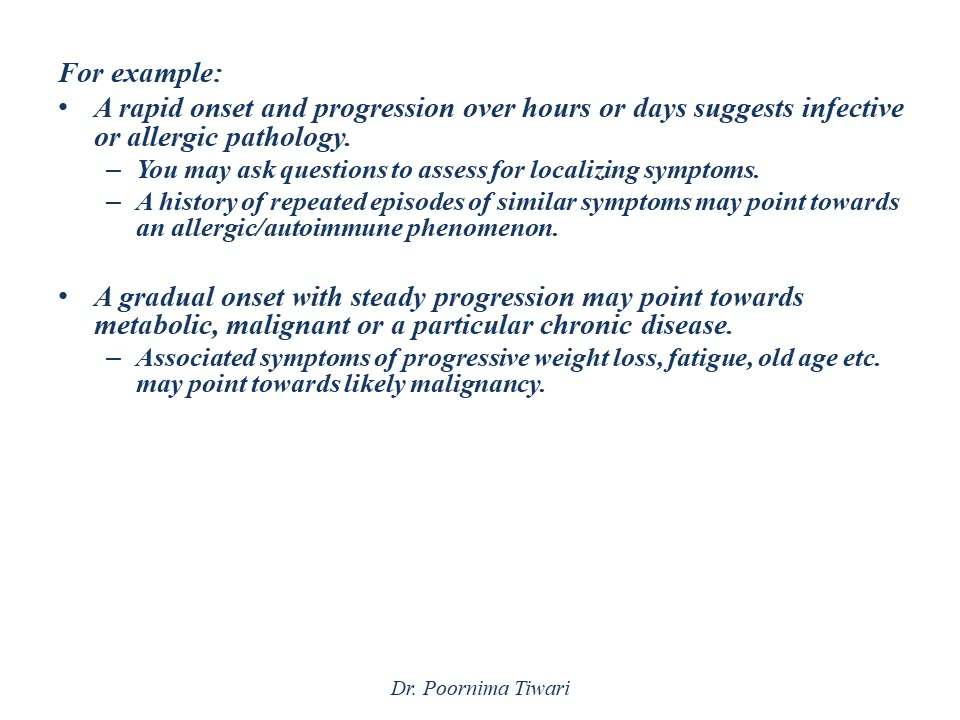 For example:
• A rapid onset and progression over hours or days suggests infective
or allergic pathology.
– You may ask questions to assess for localizing symptoms.
– A history of repeated episodes of similar symptoms may point towards
an allergic/autoimmune phenomenon.
• A gradual onset with steady progression may point towards
metabolic, malignant or a particular chronic disease.
– Associated symptoms of progressive weight loss, fatigue, old age etc.
may point towards likely malignancy.
Dr. Poornima Tiwari